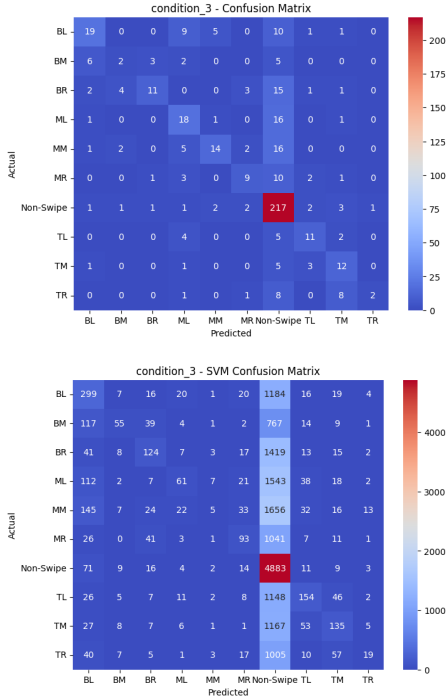 condition_3 - Confusion Matrix
BL 19 0 0 9 5 0 10 1 1 0
BM 6 2 3 2 0 0 5 0 0 0
BR 2 4 11 0 0 3 15 1 1 0
ML 1 0 0 18 1 0 16 0 1 0
MM 1 2 0 5 14 2 16 0 0 0
MR 0 0 1 3 0 9 10 2 1 0
Non-Swipe 1 1 1 2 2 2 217 2 3 1
TL 0 0 0 4 0 0 5 11 2 0
TM 1 0 0 0 0 0 5 3 12 0
TR 0 0 0 1 0 1 8 0 8 2
BL BM BR ML MM MR Non-Swipe TL TM TR
Predicted
Actual
200
175
150
125
100
75
50
25
0
condition_3 - SVM Confusion Matrix
BL 299 7 16 20 1 20 1184 16 19 4
BM 117 55 39 4 1 2 767 14 9 1
BR 41 8 124 7 3 17 1419 13 15 2
ML 112 2 7 61 7 21 1543 38 18 2
MM 145 7 24 22 5 33 1656 32 16 13
MR 26 0 41 3 1 93 1041 7 11 1
Non-Swipe 71 9 16 4 2 14 4883 11 9 3
TL 26 5 7 11 2 8 1148 154 46 2
TM 27 8 7 6 1 1 1167 53 135 5
TR 40 7 5 1 3 17 1005 10 57 19
BL BM BR ML MM MR Non-Swipe TL TM TR
Predicted
Actual
4000
3000
2000
1000
0